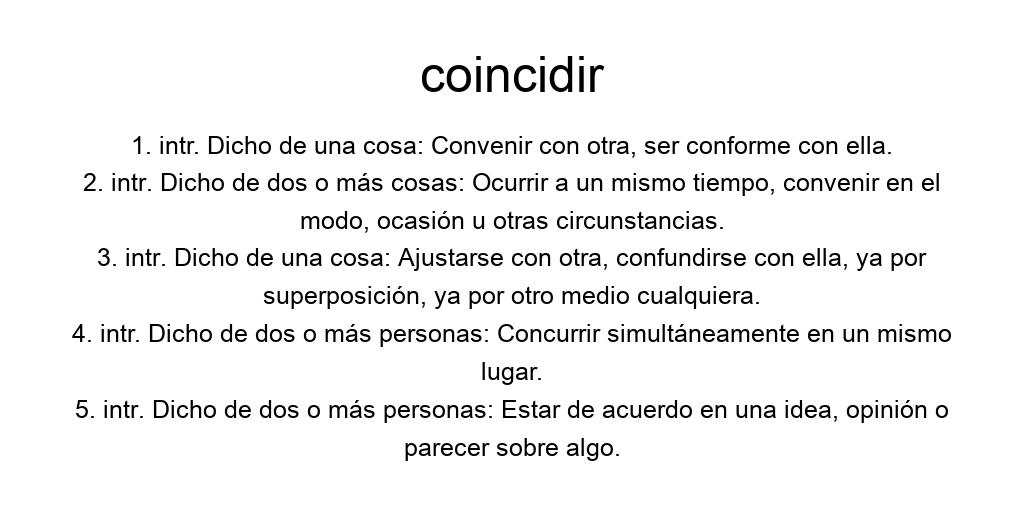 coincidir
1. intr. Dicho de una cosa: Convenir con otra, ser conforme con ella.
2. intr. Dicho de dos o más cosas: Ocurrir a un mismo tiempo, convenir en el
modo, ocasión u otras circunstancias.
3. intr. Dicho de una cosa: Ajustarse con otra, confundirse con ella, ya por
superposición, ya por otro medio cualquiera.
4. intr. Dicho de dos o más personas: Concurrir simultáneamente en un mismo
lugar.
5. intr. Dicho de dos o más personas: Estar de acuerdo en una idea, opinión o
parecer sobre algo.